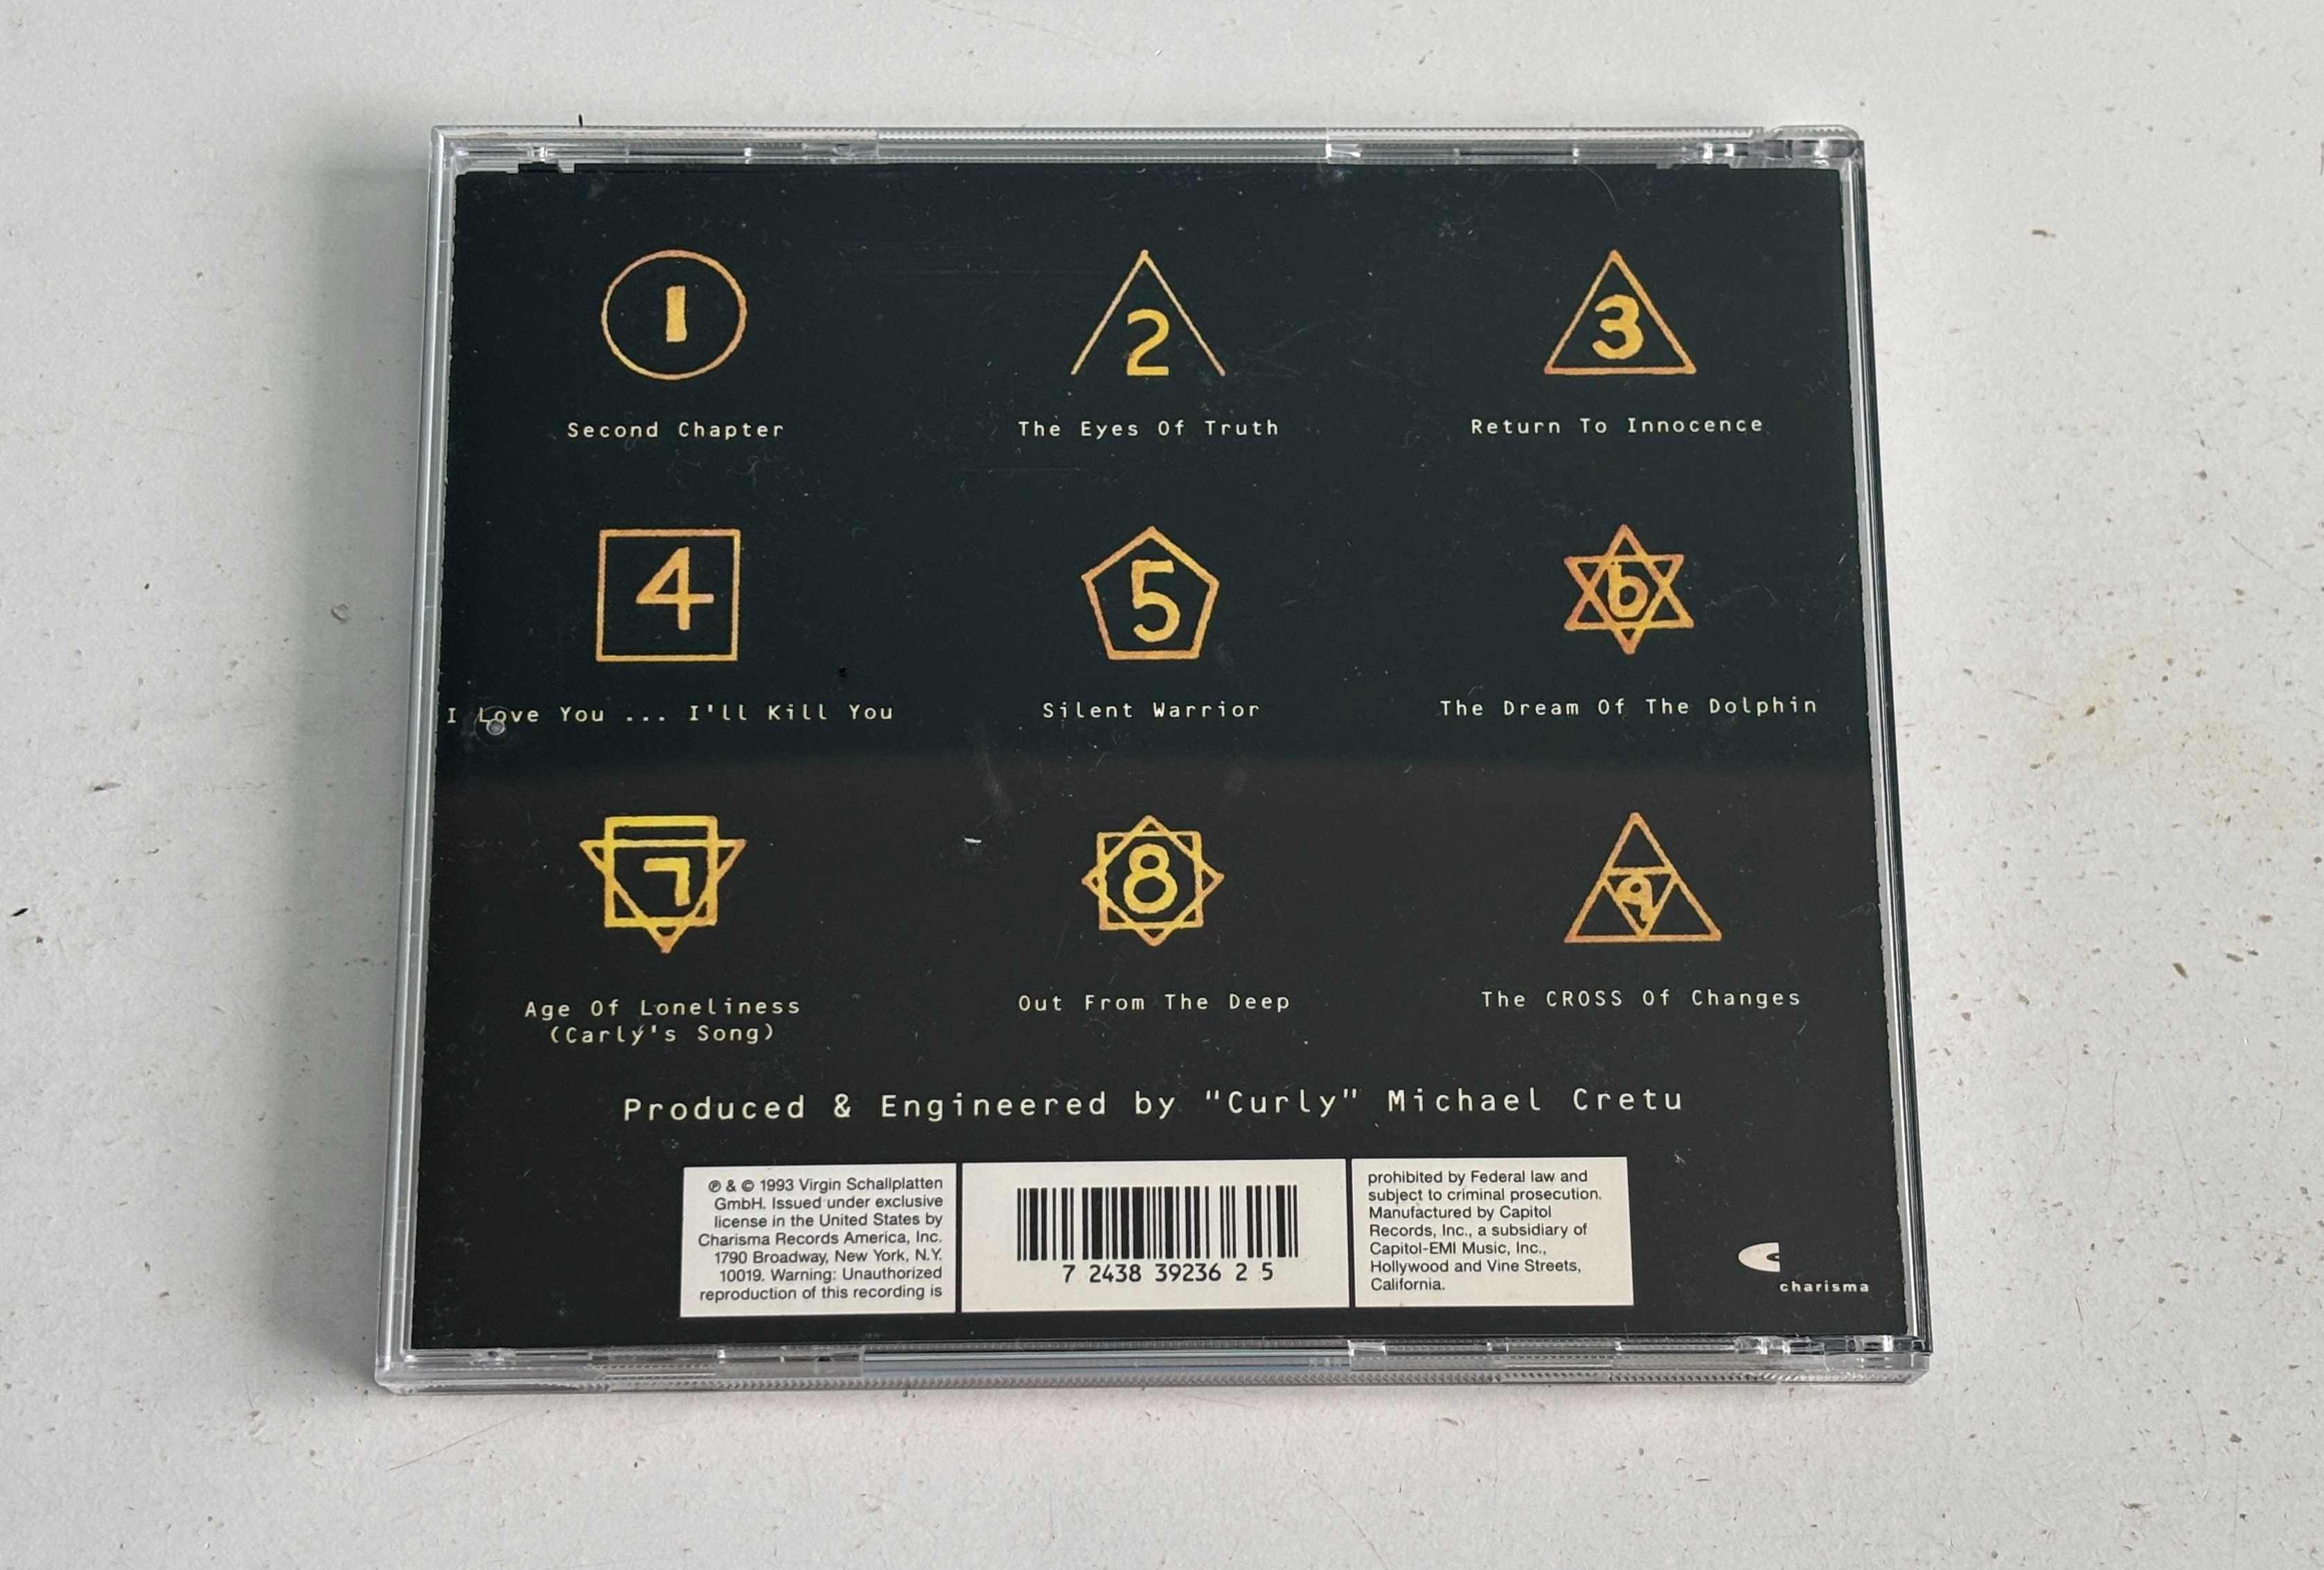 1
2
3
Second Chapter
The Eyes Of Truth
Return To Innocence
4
5
6
I Love You ... I'll Kill You
Silent Warrior
The Dream Of The Dolphin
7
8
9
Age Of Loneliness
(Carly's Song)
Out From The Deep
The CROSS Of Changes
Produced & Engineered by "Curly" Michael Cretu
℗ & © 1993 Virgin Schallplatten
GmbH. Issued under exclusive
license in the United States by
Charisma Records America, Inc.
1790 Broadway, New York, N.Y.
10019. Warning: Unauthorized
reproduction of this recording is
7 2438 39236 2 5
prohibited by Federal law and
subject to criminal prosecution.
Manufactured by Capitol
Records, Inc., a subsidiary of
Capitol-EMI Music, Inc.,
Hollywood and Vine Streets,
California.
charisma